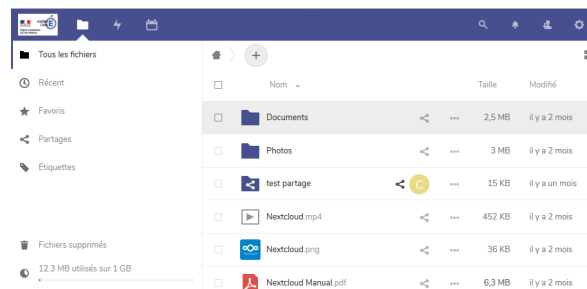 Tous les fichiers
Récent
Favoris
Partages
Étiquettes
Fichiers supprimés
12.3 MB utilisés sur 1 GB
Nom Taille Modifié
Documents 2,5 MB il y a 2 mois
Photos 3 MB il y a 2 mois
test partage C 15 KB il y a un mois
Nextcloud.mp4 452 KB il y a 2 mois
Nextcloud.png 36 KB il y a 2 mois
Nextcloud Manual.pdf 6,3 MB il y a 2 mois